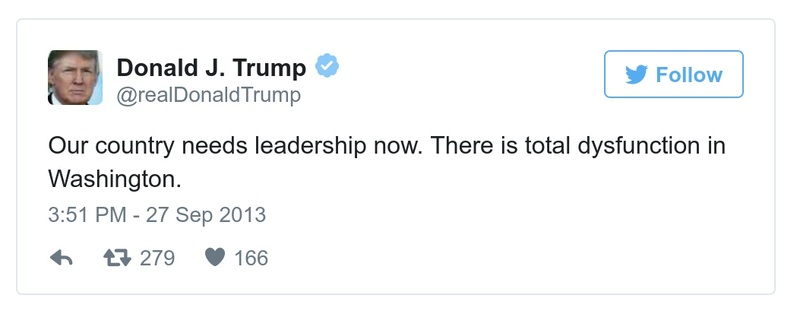 Donald J. Trump
@realDonaldTrump
Follow
Our country needs leadership now. There is total dysfunction in
Washington.
3:51 PM - 27 Sep 2013
279 166